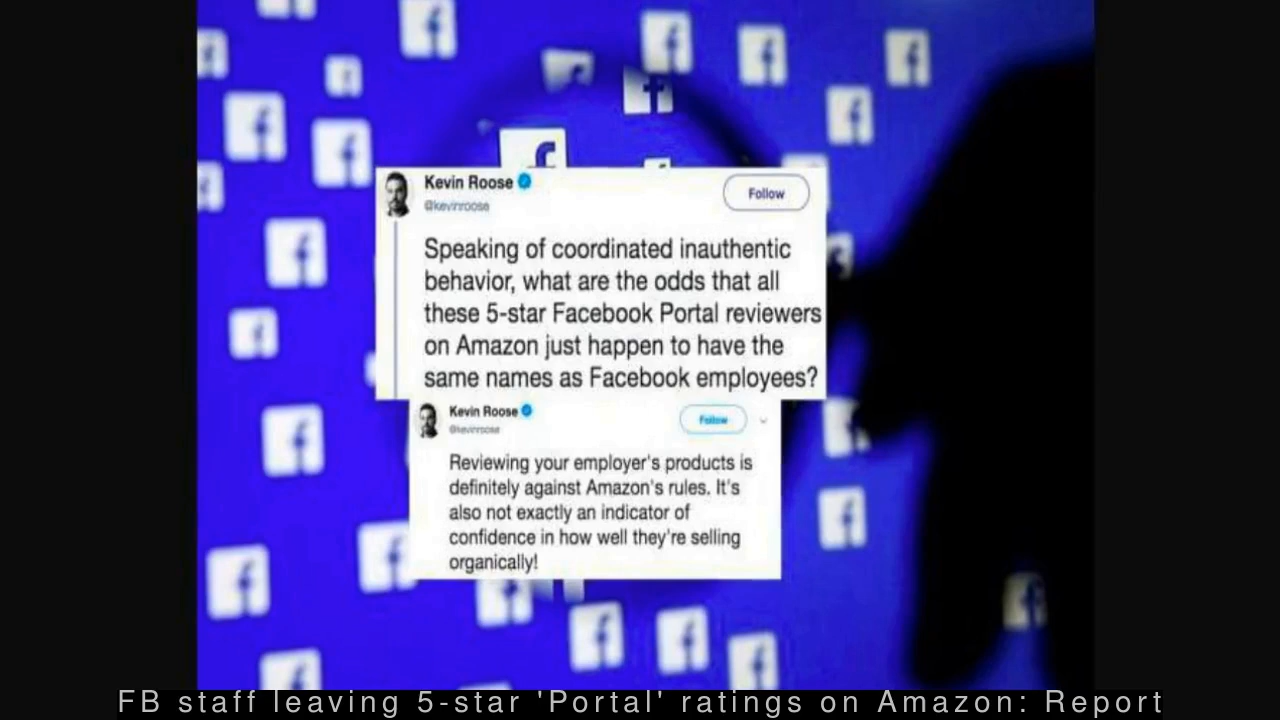 Kevin Roose
@kevinroose
Follow
Speaking of coordinated inauthentic
behavior, what are the odds that all
these 5-star Facebook Portal reviewers
on Amazon just happen to have the
same names as Facebook employees?
Kevin Roose
@kevinroose
Follow
Reviewing your employer's products is
definitely against Amazon's rules. It's
also not exactly an indicator of
confidence in how well they're selling
organically!
FB staff leaving 5-star 'Portal' ratings on Amazon: Report